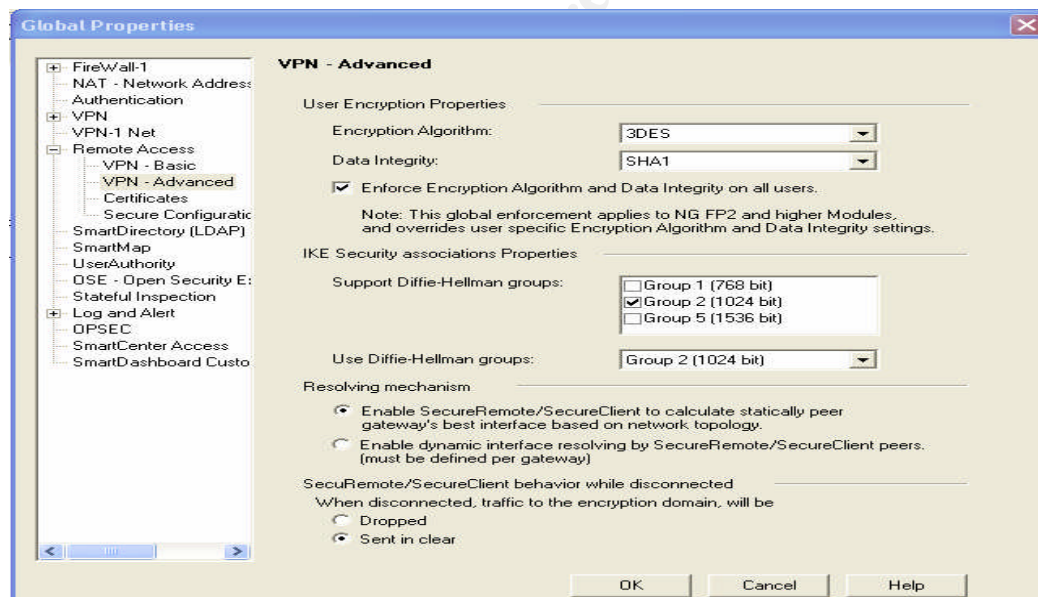 Global Properties
FireWall-1
NAT - Network Address
Authentication
VPN
VPN-1 Net
Remote Access
VPN - Basic
VPN - Advanced
Certificates
Secure Configuratic
SmartDirectory (LDAP)
SmartMap
UserAuthority
OSE - Open Security E
Stateful Inspection
Log and Alert
OPSEC
SmartCenter Access
SmartDashboard Custo
VPN - Advanced
User Encryption Properties
Encryption Algorithm: 3DES
Data Integrity: SHA1
Enforce Encryption Algorithm and Data Integrity on all users.
Note: This global enforcement applies to NG FP2 and higher Modules,
and overrides user specific Encryption Algorithm and Data Integrity settings.
IKE Security associations Properties
Support Diffie-Hellman groups: Group 1 (768 bit)
Group 2 (1024 bit)
Group 5 (1536 bit)
Use Diffie-Hellman groups: Group 2 (1024 bit)
Resolving mechanism
Enable SecureRemote/SecureClient to calculate statically peer
gateway's best interface based on network topology.
Enable dynamic interface resolving by SecureRemote/SecureClient peers.
(must be defined per gateway)
SecuRemote/SecureClient behavior while disconnected
When disconnected, traffic to the encryption domain, will be
Dropped
Sent in clear
OK Cancel Help